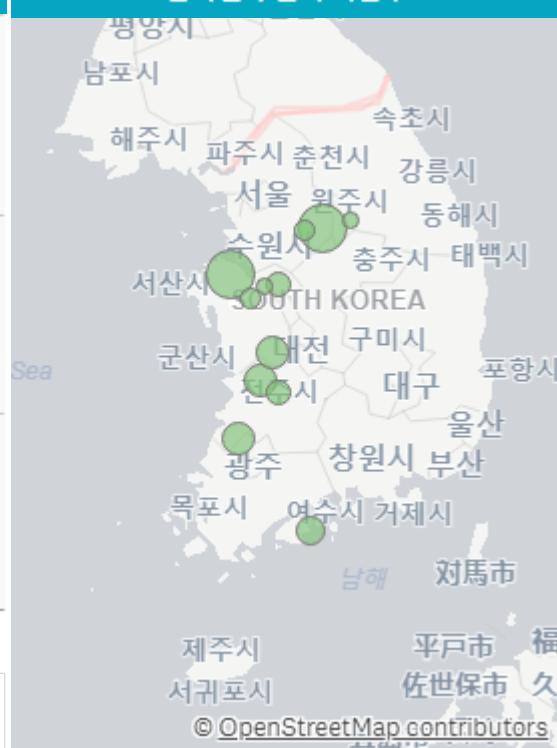 평양시
남포시
속초시
해주시
파주시 춘천시
강릉시
서울 원주시
동해시
수원시
충주시 태백시
서산시
SOUTH KOREA
대전 구미시
군산시
Sea
포항시
전주시
대구
울산
광주
창원시 부산
목포시
여수시 거제시
남해
対馬市
제주시
平戸市 福
서귀포시
佐世保市 久
© OpenStreetMap contributors